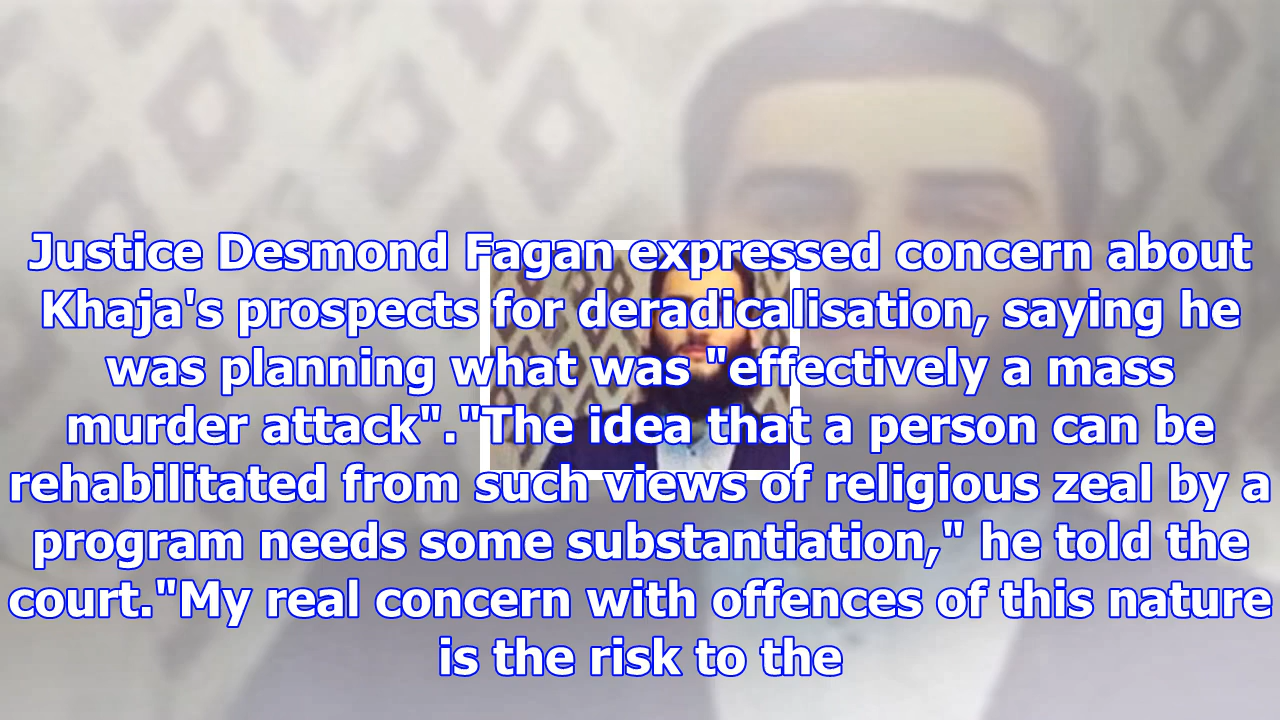 Justice Desmond Fagan expressed concern about
Khaja's prospects for deradicalisation, saying he
was planning what was "effectively a mass
murder attack"."The idea that a person can be
rehabilitated from such views of religious zeal by a
program needs some substantiation," he told the
court."My real concern with offences of this nature
is the risk to the